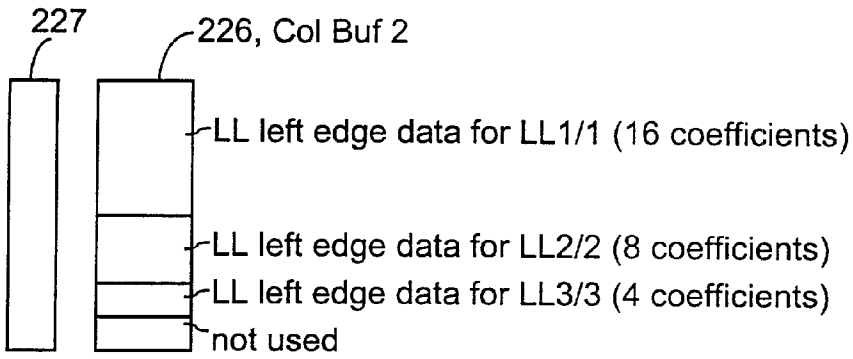 227
226, Col Buf 2
LL left edge data for LL1/1 (16 coefficients)
LL left edge data for LL2/2 (8 coefficients)
LL left edge data for LL3/3 (4 coefficients)
not used